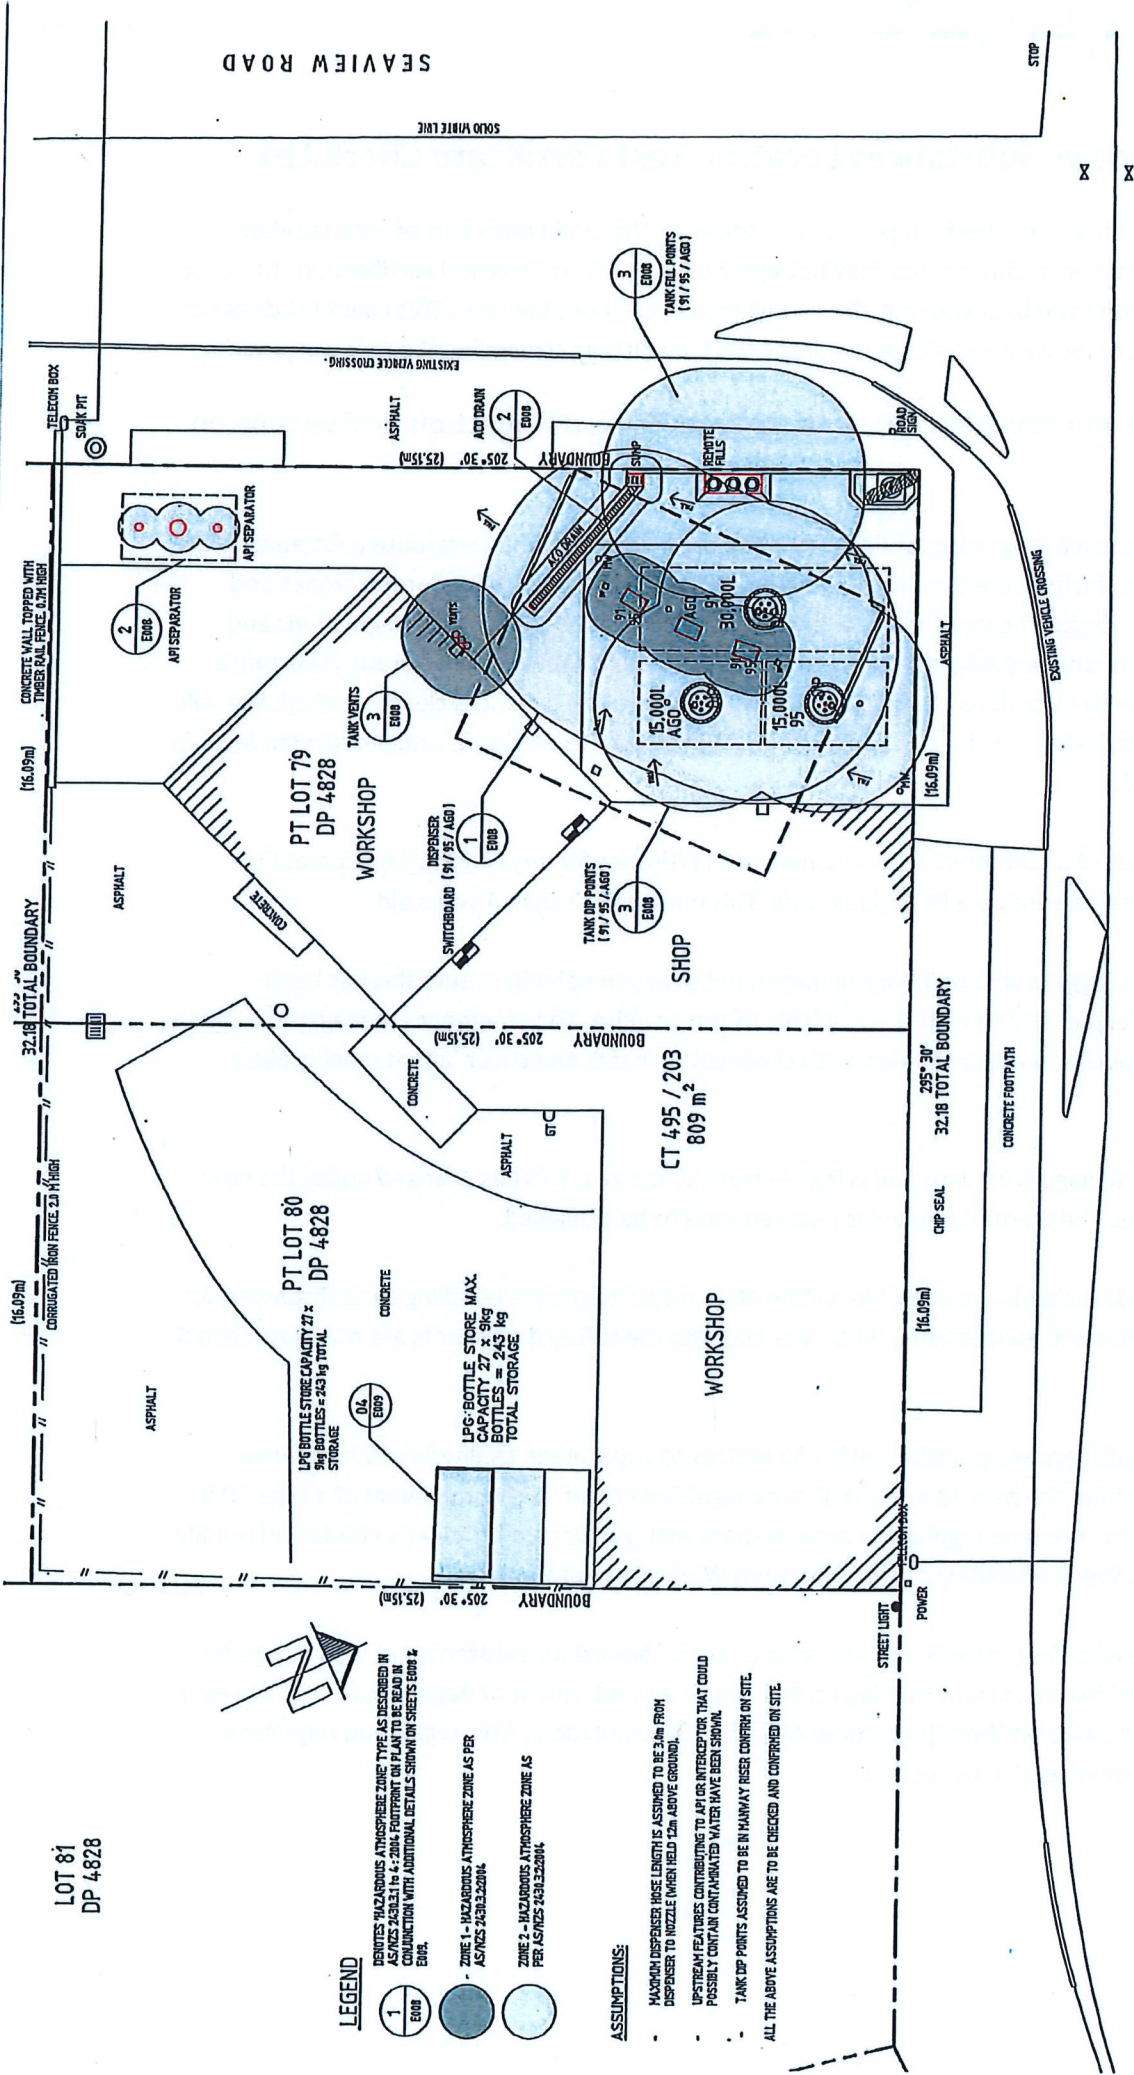 SEAVIEW ROAD
SOLID WHITE LINE
STOP
3
E008
TANK FILL POINTS
( 91 / 95 / AGO )
EXISTING VEHICLE CROSSING.
TELECOM BOX
SOAK PIT
ASPHALT
ACO DRAIN
2
E008
ROAD
SIGN
BOUNDARY
205° 30' (25.15m)
SUMP
REMOTE
FILLS
CONCRETE WALL TOPPED WITH
TIMBER RAIL FENCE, 0.7M HIGH
API SEPARATOR
2
E008
API SEPARATOR
ACO DRAIN
VENTS
91
95
AGO
91
30,000L
91
95
15,000L
AGO
15,000L
95
MH
MH
ASPHALT
EXISTING VEHICLE CROSSING
TANK VENTS
3
E008
(16.09m)
PT LOT 79
DP 4828
WORKSHOP
DISPENSER
( 91 / 95 / AGO )
1
E008
SWITCHBOARD
TANK DIP POINTS
( 91 / 95 / AGO )
3
E008
(16.09m)
ASPHALT
CONCRETE
SHOP
32.18 TOTAL BOUNDARY
BOUNDARY
205° 30' (25.15m)
295° 30'
32.18 TOTAL BOUNDARY
CONCRETE
CT 495 / 203
809 m²
CHIP SEAL
CONCRETE FOOTPATH
ASPHALT
GT
CORRUGATED IRON FENCE, 2.0 M HIGH
(16.09m)
PT LOT 80
DP 4828
CONCRETE
LPG BOTTLE STORE CAPACITY 27 x
9kg BOTTLES = 243 kg TOTAL
STORAGE
LPG BOTTLE STORE MAX.
CAPACITY 27 x 9kg
BOTTLES = 243 kg
TOTAL STORAGE
04
E009
ASPHALT
WORKSHOP
(16.09m)
BOUNDARY
205° 30' (25.15m)
TELECOM BOX
POWER
STREET LIGHT
LOT 81
DP 4828
N
LEGEND
1
E008
DENOTES 'HAZARDOUS ATMOSPHERE ZONE' TYPE AS DESCRIBED IN
AS/NZS 2430.3.1 to 4 : 2004. FOOTPRINT ON PLAN TO BE READ IN
CONJUNCTION WITH ADDITIONAL DETAILS SHOWN ON SHEETS E008 &
E009.
- ZONE 1 - HAZARDOUS ATMOSPHERE ZONE AS PER
AS/NZS 2430.3.2:2004
ZONE 2 - HAZARDOUS ATMOSPHERE ZONE AS
PER AS/NZS 2430.3.2:2004
ASSUMPTIONS:
- MAXIMUM DISPENSER HOSE LENGTH IS ASSUMED TO BE 3.0m FROM
DISPENSER TO NOZZLE (WHEN HELD 1.2m ABOVE GROUND).
- UPSTREAM FEATURES CONTRIBUTING TO API OR INTERCEPTOR THAT COULD
POSSIBLY CONTAIN CONTAMINATED WATER HAVE BEEN SHOWN.
- TANK DIP POINTS ASSUMED TO BE IN MANWAY RISER CONFIRM ON SITE.
ALL THE ABOVE ASSUMPTIONS ARE TO BE CHECKED AND CONFIRMED ON SITE.